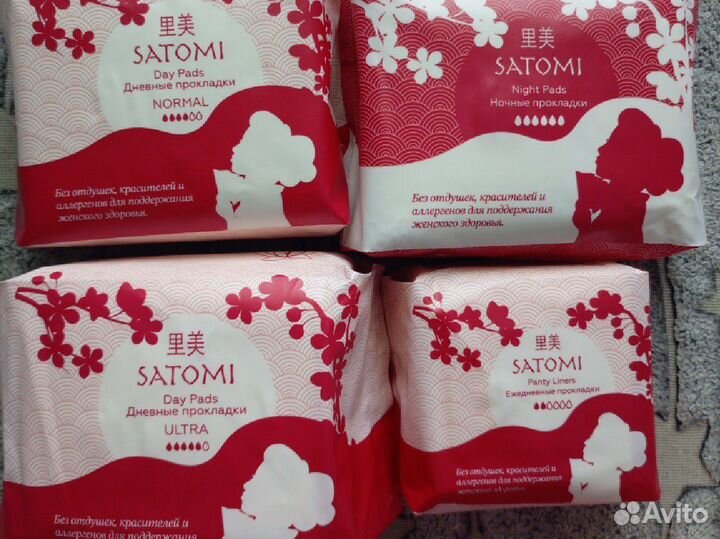 里美
SATOMI
Day Pads
Дневные прокладки
NORMAL
Без отдушек, красителей и
аллергенов для поддержания
женского здоровья.
里美
SATOMI
Night Pads
Ночные прокладки
Без отдушек, красителей и
аллергенов для поддержания
женского здоровья.
里美
SATOMI
Day Pads
Дневные прокладки
ULTRA
Без отдушек, красителей и
аллергенов для поддержания
里美
SATOMI
Panty Liners
Ежедневные прокладки
Без отдушек, красителей и
аллергенов для поддержания
женского здоровья.
Avito